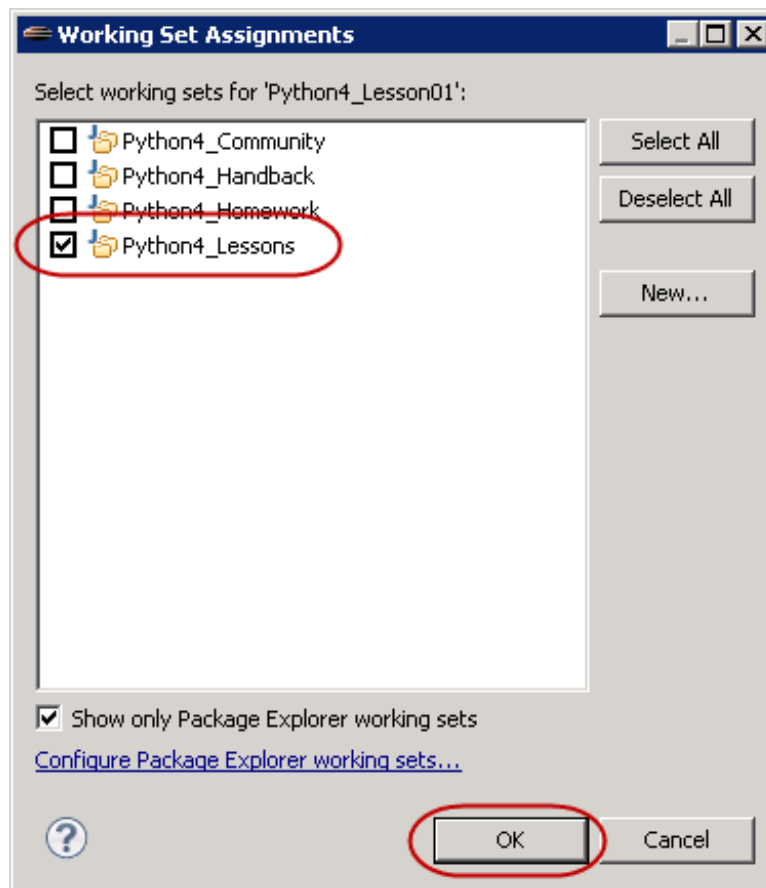 Working Set Assignments
Select working sets for 'Python4_Lesson01':
Python4_Community
Python4_Handback
Python4_Homework
Python4_Lessons
Select All
Deselect All
New...
Show only Package Explorer working sets
Configure Package Explorer working sets...
?
OK
Cancel